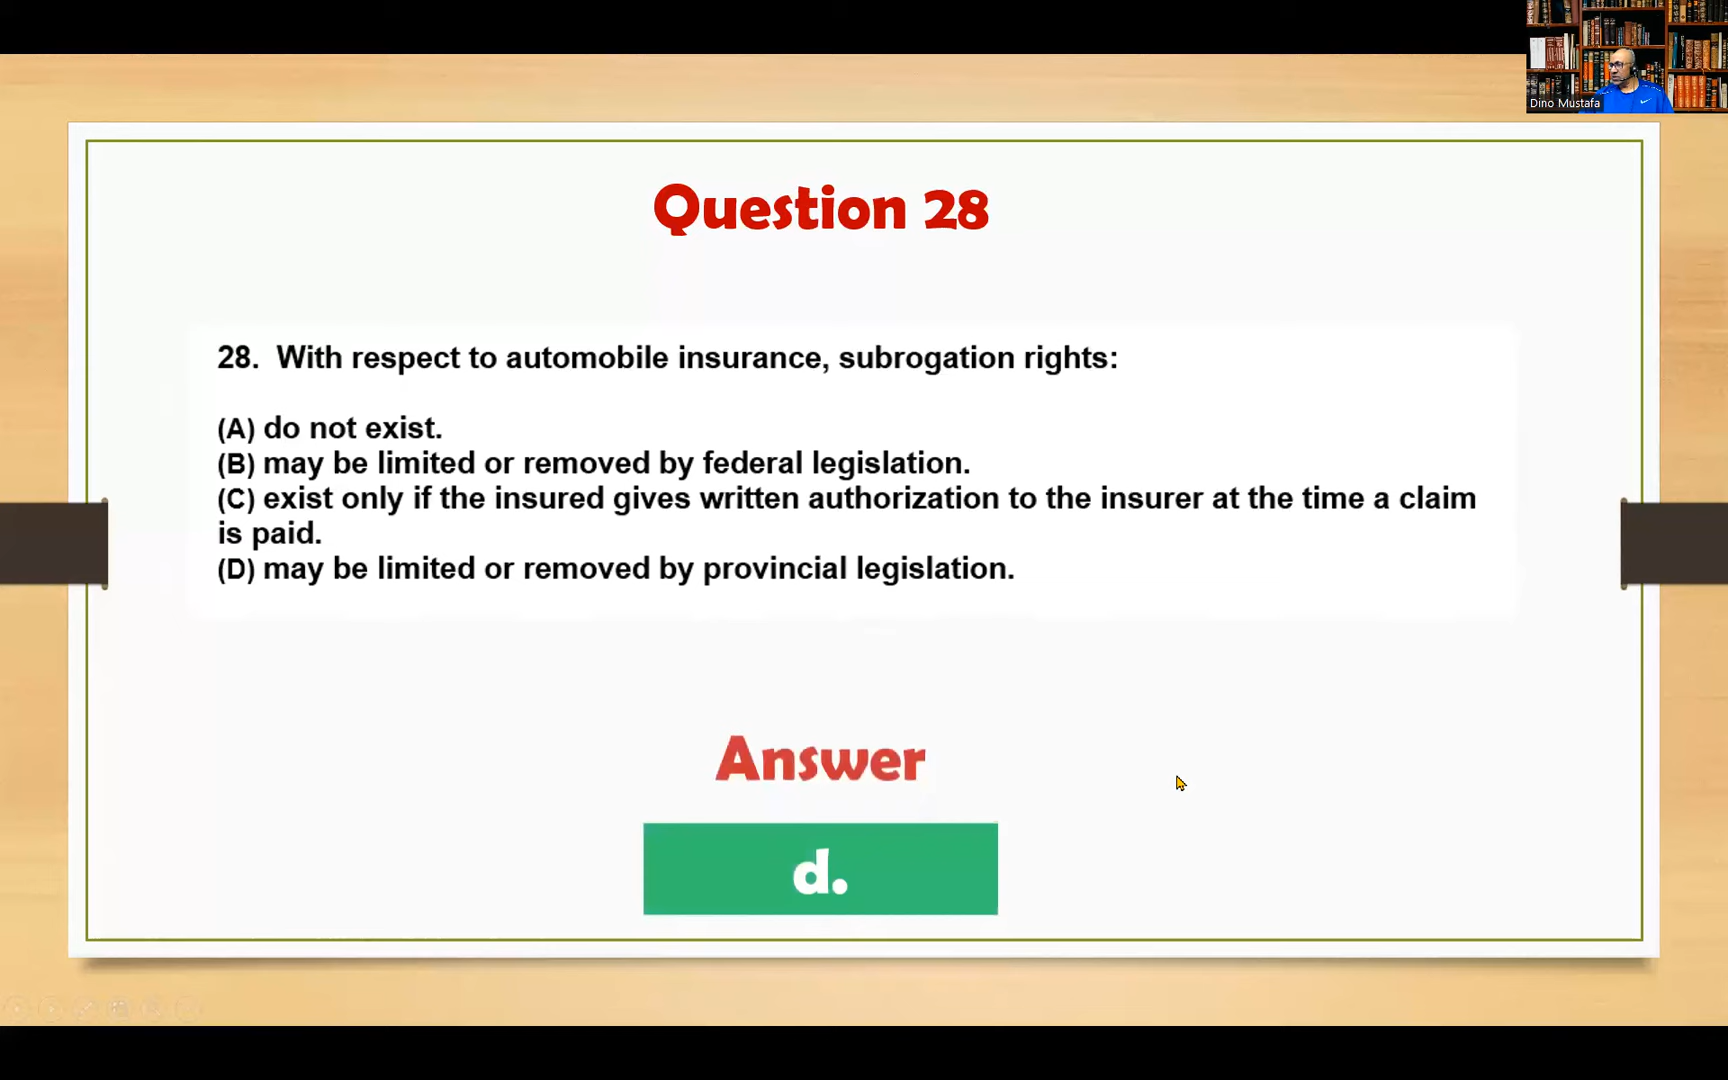 Dino Mustafa
Question 28
28. With respect to automobile insurance, subrogation rights:
(A) do not exist.
(B) may be limited or removed by federal legislation.
(C) exist only if the insured gives written authorization to the insurer at the time a claim
is paid.
(D) may be limited or removed by provincial legislation.
Answer
d.